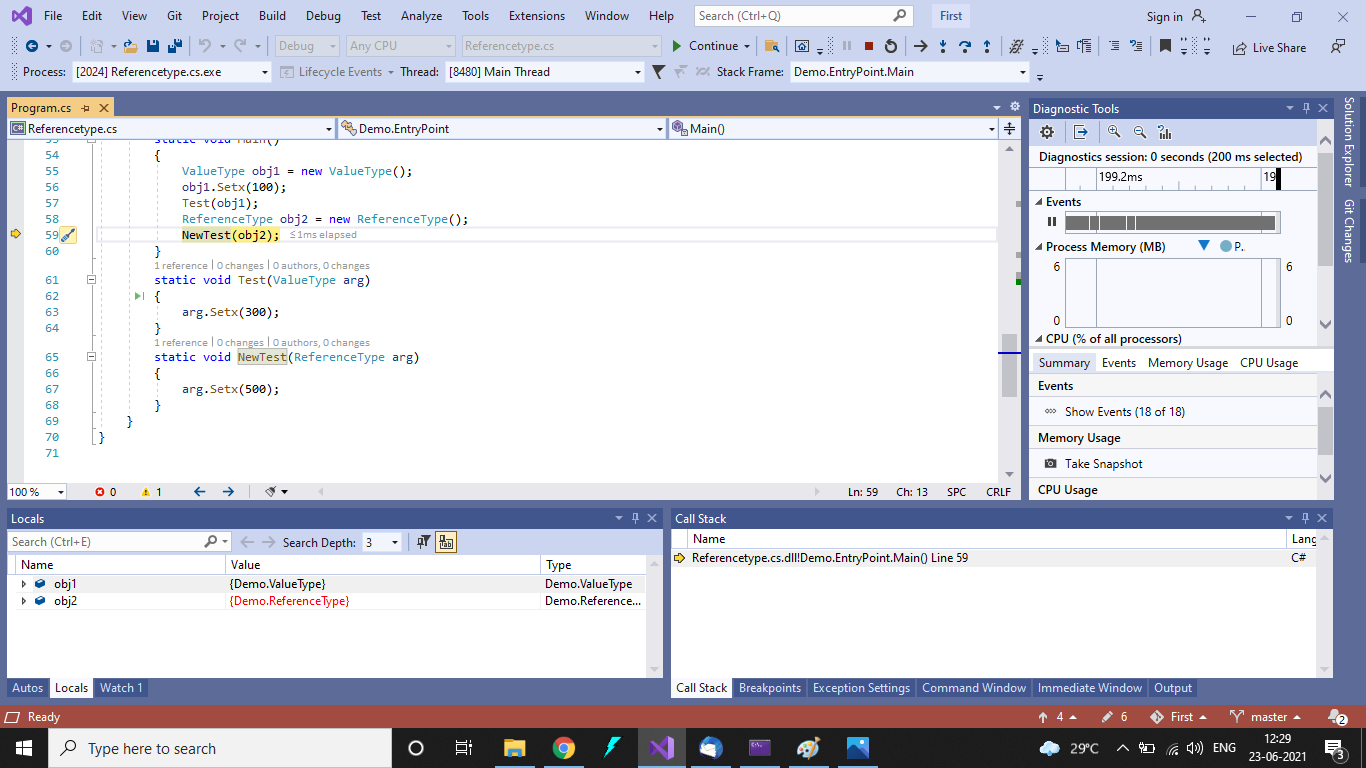 File Edit View Git Project Build Debug Test Analyze Tools Extensions Window Help Search (Ctrl+Q) First Sign in
Debug Any CPU Referencetype.cs Continue Live Share
Process: [2024] Referencetype.cs.exe Lifecycle Events Thread: [8480] Main Thread Stack Frame: Demo.EntryPoint.Main
Program.cs
Referencetype.cs Demo.EntryPoint Main()
53 static void Main()
54 {
55 ValueType obj1 = new ValueType();
56 obj1.Setx(100);
57 Test(obj1);
58 ReferenceType obj2 = new ReferenceType();
59 NewTest(obj2); ≤1ms elapsed
60 }
1 reference | 0 changes | 0 authors, 0 changes
61 static void Test(ValueType arg)
62 {
63 arg.Setx(300);
64 }
1 reference | 0 changes | 0 authors, 0 changes
65 static void NewTest(ReferenceType arg)
66 {
67 arg.Setx(500);
68 }
69 }
70 }
71
100 % 0 1 Ln: 59 Ch: 13 SPC CRLF
Diagnostic Tools
Diagnostics session: 0 seconds (200 ms selected)
199.2ms 19
Events
Process Memory (MB) P..
6 6
0 0
CPU (% of all processors)
Summary Events Memory Usage CPU Usage
Events
Show Events (18 of 18)
Memory Usage
Take Snapshot
CPU Usage
Solution Explorer
Git Changes
Locals
Search (Ctrl+E) Search Depth: 3
Name Value Type
obj1 {Demo.ValueType} Demo.ValueType
obj2 {Demo.ReferenceType} Demo.Reference...
Autos Locals Watch 1
Call Stack
Name Lang
Referencetype.cs.dll!Demo.EntryPoint.Main() Line 59 C#
Call Stack Breakpoints Exception Settings Command Window Immediate Window Output
Ready 4 6 First master 2
Type here to search 29°C ENG 12:29
23-06-2021 3